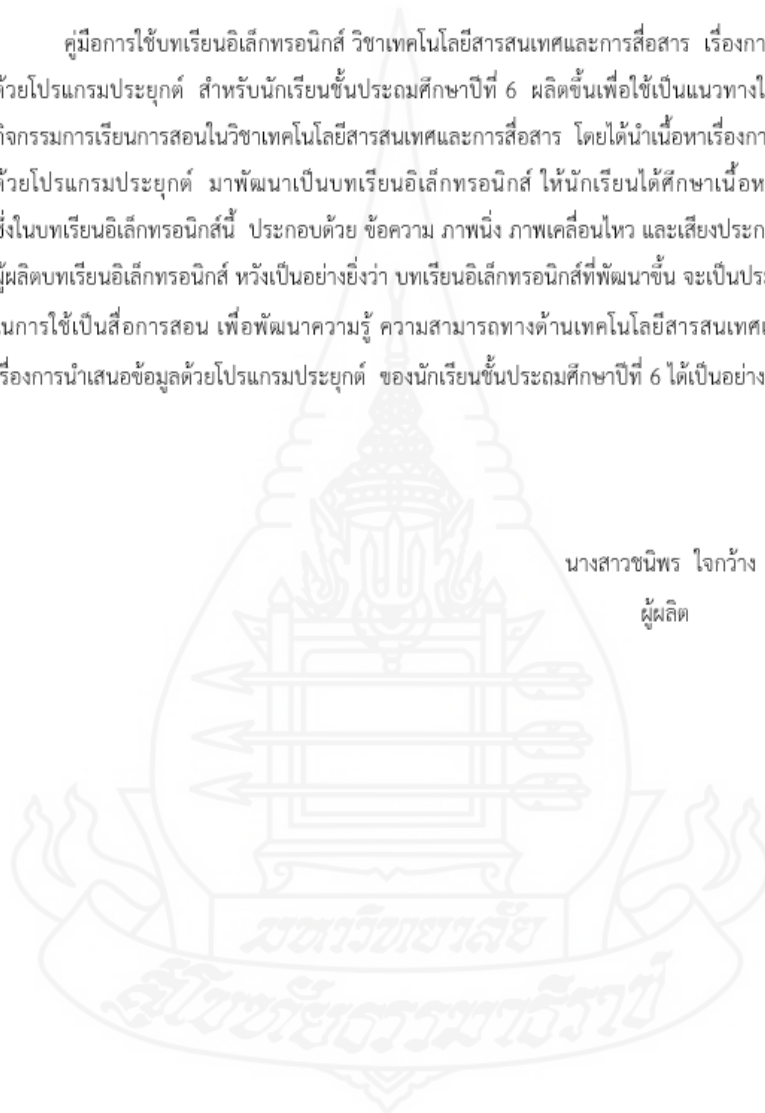 คู่มือการใช้บทเรียนอิเล็กทรอนิกส์ วิชาเทคโนโลยีสารสนเทศและการสื่อสาร เรื่องกา
ด้วยโปรแกรมประยุกต์ สำหรับนักเรียนชั้นประถมศึกษาปีที่ 6 ผลิตขึ้นเพื่อใช้เป็นแนวทางใ
กิจกรรมการเรียนการสอนในวิชาเทคโนโลยีสารสนเทศและการสื่อสาร โดยได้นำเนื้อหาเรื่องกา
ด้วยโปรแกรมประยุกต์ มาพัฒนาเป็นบทเรียนอิเล็กทรอนิกส์ ให้นักเรียนได้ศึกษาเนื้อห
ซึ่งในบทเรียนอิเล็กทรอนิกส์นี้ ประกอบด้วย ข้อความ ภาพนิ่ง ภาพเคลื่อนไหว และเสียงประก
ผู้ผลิตบทเรียนอิเล็กทรอนิกส์ หวังเป็นอย่างยิ่งว่า บทเรียนอิเล็กทรอนิกส์ที่พัฒนาขึ้น จะเป็นประ
ในการใช้เป็นสื่อการสอน เพื่อพัฒนาความรู้ ความสามารถทางด้านเทคโนโลยีสารสนเทศแ
เรื่องการนำเสนอข้อมูลด้วยโปรแกรมประยุกต์ ของนักเรียนชั้นประถมศึกษาปีที่ 6 ได้เป็นอย่าง
นางสาวชนิพร ใจกว้าง
ผู้ผลิต
มหาวิทยาลัย
สุโขทัยธรรมาธิราช